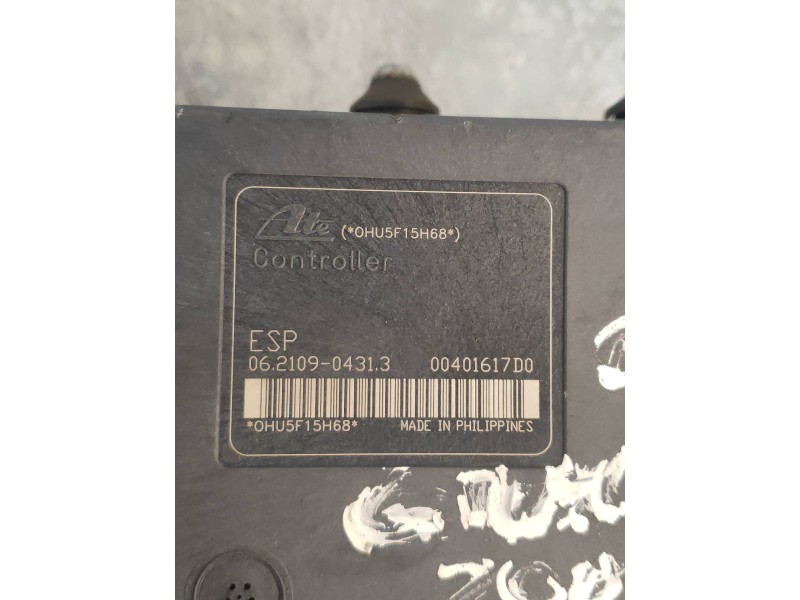 Ate (*OHU5F15H68*)
Controller
ESP
06.2109-0431.3 00401617D0
*OHU5F15H68* MADE IN PHILIPPINES